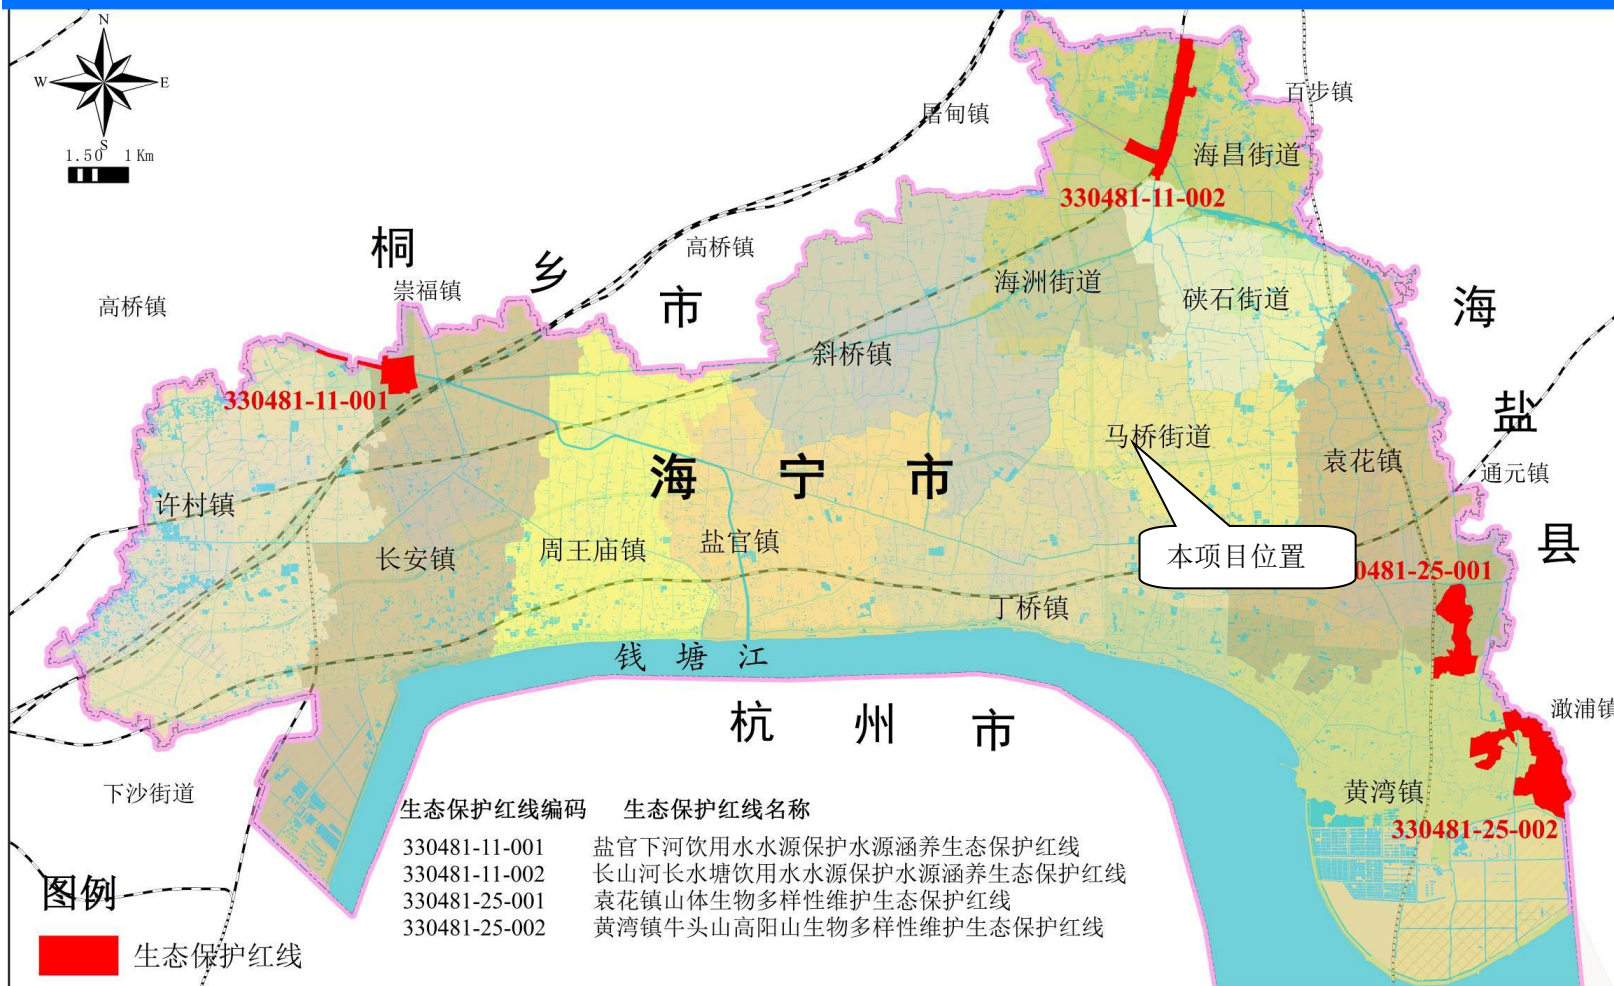 N
W
E
S
1.50 1 Km
屠甸镇
百步镇
海昌街道
330481-11-002
桐 乡 市
高桥镇
崇福镇
高桥镇
海洲街道
硖石街道
海 盐 县
斜桥镇
330481-11-001
马桥街道
袁花镇
通元镇
海 宁 市
许村镇
长安镇
周王庙镇
盐官镇
本项目位置
0481-25-001
丁桥镇
钱 塘 江
杭 州 市
澉浦镇
下沙街道
黄湾镇
330481-25-002
生态保护红线编码 生态保护红线名称
330481-11-001 盐官下河饮用水水源保护水源涵养生态保护红线
330481-11-002 长山河长水塘饮用水水源保护水源涵养生态保护红线
330481-25-001 袁花镇山体生物多样性维护生态保护红线
330481-25-002 黄湾镇牛头山高阳山生物多样性维护生态保护红线
图例
生态保护红线